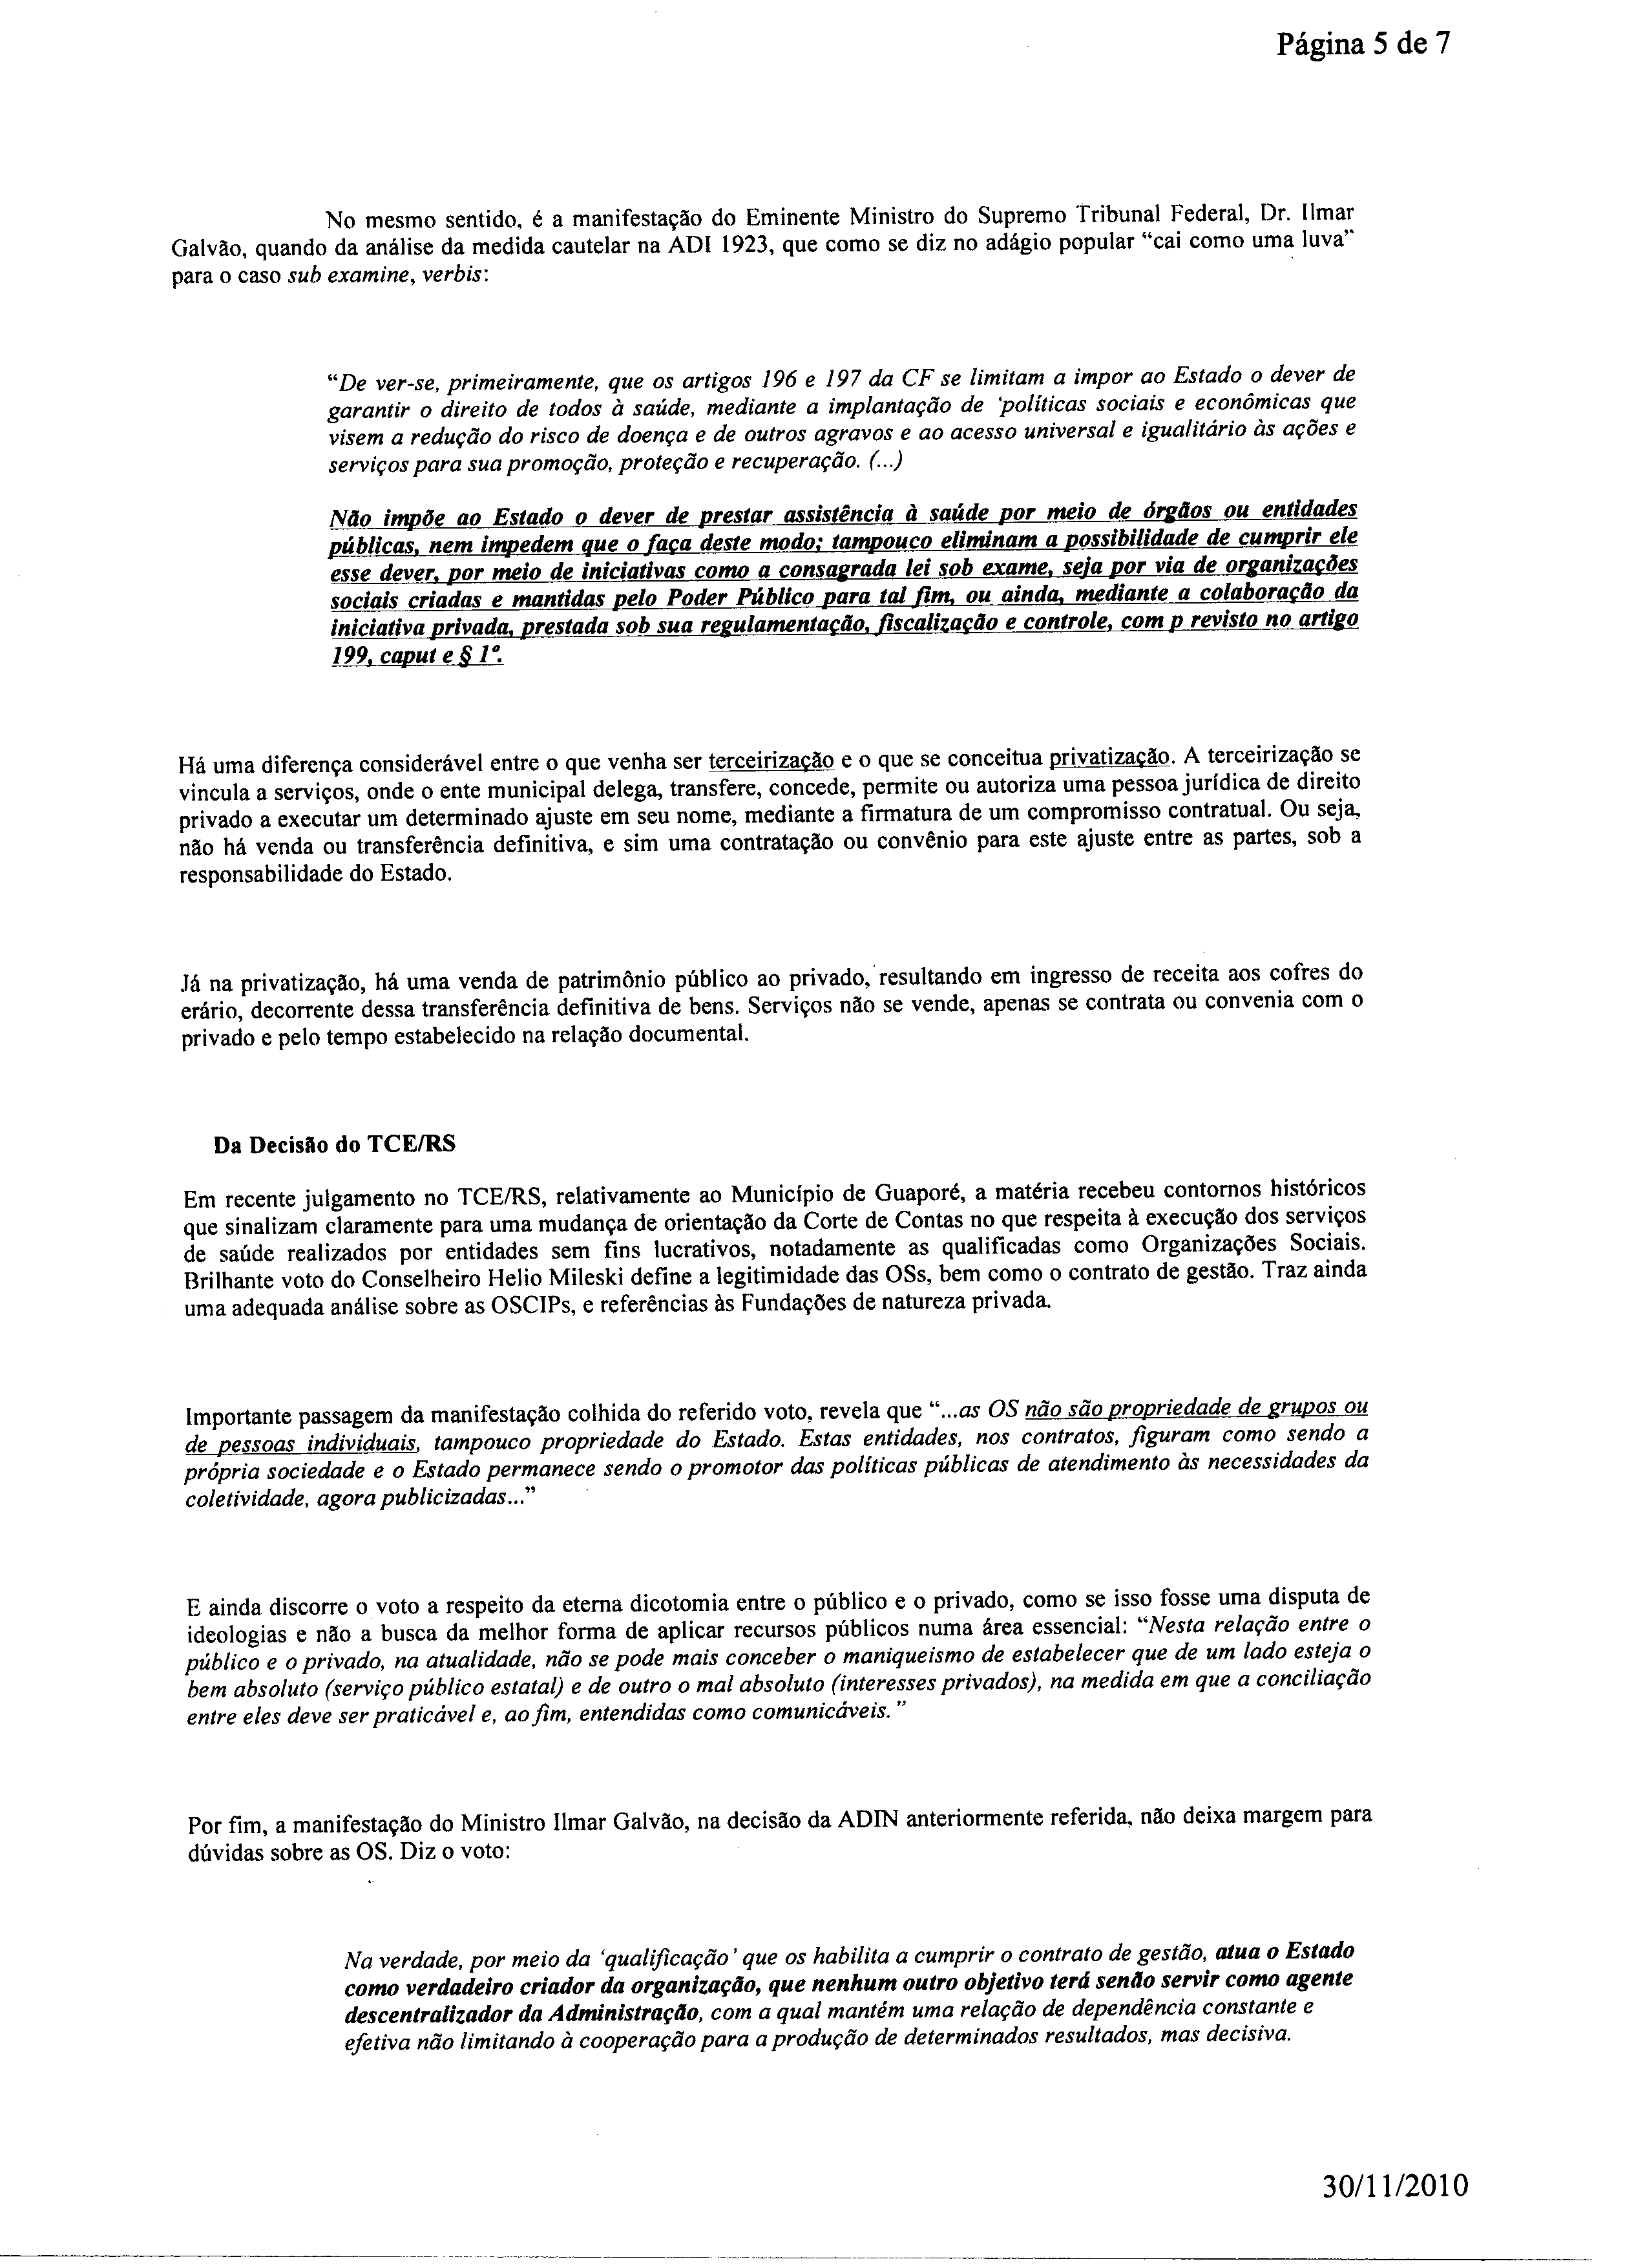 Página 5 de 7
No mesmo sentido, é a manifestação do Eminente Ministro do Supremo Tribunal Federal, Dr. Ilmar
Galvão, quando da análise da medida cautelar na ADI 1923, que como se diz no adágio popular “cai como uma luva”
para o caso sub examine, verbis:
“De ver-se, primeiramente, que os artigos 196 e 197 da CF se limitam a impor ao Estado o dever de
garantir o direito de todos à saúde, mediante a implantação de ‘políticas sociais e econômicas que
visem a redução do risco de doença e de outros agravos e ao acesso universal e igualitário às ações e
serviços para sua promoção, proteção e recuperação. (...)
Não impõe ao Estado o dever de prestar assistência à saúde por meio de órgãos ou entidades
públicas, nem impedem que o faça deste modo; tampouco eliminam a possibilidade de cumprir ele
esse dever, por meio de iniciativas como a consagrada lei sob exame, seja por via de organizações
sociais criadas e mantidas pelo Poder Público para tal fim, ou ainda, mediante a colaboração da
iniciativa privada, prestada sob sua regulamentação, fiscalização e controle, com p revisto no artigo
199, caput e § 1º.
Há uma diferença considerável entre o que venha ser terceirização e o que se conceitua privatização. A terceirização se
vincula a serviços, onde o ente municipal delega, transfere, concede, permite ou autoriza uma pessoa jurídica de direito
privado a executar um determinado ajuste em seu nome, mediante a firmatura de um compromisso contratual. Ou seja,
não há venda ou transferência definitiva, e sim uma contratação ou convênio para este ajuste entre as partes, sob a
responsabilidade do Estado.
Já na privatização, há uma venda de patrimônio público ao privado, resultando em ingresso de receita aos cofres do
erário, decorrente dessa transferência definitiva de bens. Serviços não se vende, apenas se contrata ou convenia com o
privado e pelo tempo estabelecido na relação documental.
Da Decisão do TCE/RS
Em recente julgamento no TCE/RS, relativamente ao Município de Guaporé, a matéria recebeu contornos históricos
que sinalizam claramente para uma mudança de orientação da Corte de Contas no que respeita à execução dos serviços
de saúde realizados por entidades sem fins lucrativos, notadamente as qualificadas como Organizações Sociais.
Brilhante voto do Conselheiro Helio Mileski define a legitimidade das OSs, bem como o contrato de gestão. Traz ainda
uma adequada análise sobre as OSCIPs, e referências às Fundações de natureza privada.
Importante passagem da manifestação colhida do referido voto, revela que “...as OS não são propriedade de grupos ou
de pessoas individuais, tampouco propriedade do Estado. Estas entidades, nos contratos, figuram como sendo a
própria sociedade e o Estado permanece sendo o promotor das políticas públicas de atendimento às necessidades da
coletividade, agora publicizadas...”
E ainda discorre o voto a respeito da eterna dicotomia entre o público e o privado, como se isso fosse uma disputa de
ideologias e não a busca da melhor forma de aplicar recursos públicos numa área essencial: “Nesta relação entre o
público e o privado, na atualidade, não se pode mais conceber o maniqueismo de estabelecer que de um lado esteja o
bem absoluto (serviço público estatal) e de outro o mal absoluto (interesses privados), na medida em que a conciliação
entre eles deve ser praticável e, ao fim, entendidas como comunicáveis. ”
Por fim, a manifestação do Ministro Ilmar Galvão, na decisão da ADIN anteriormente referida, não deixa margem para
dúvidas sobre as OS. Diz o voto:
Na verdade, por meio da ‘qualificação’ que os habilita a cumprir o contrato de gestão, atua o Estado
como verdadeiro criador da organização, que nenhum outro objetivo terá senão servir como agente
descentralizador da Administração, com a qual mantém uma relação de dependência constante e
efetiva não limitando à cooperação para a produção de determinados resultados, mas decisiva.
30/11/2010